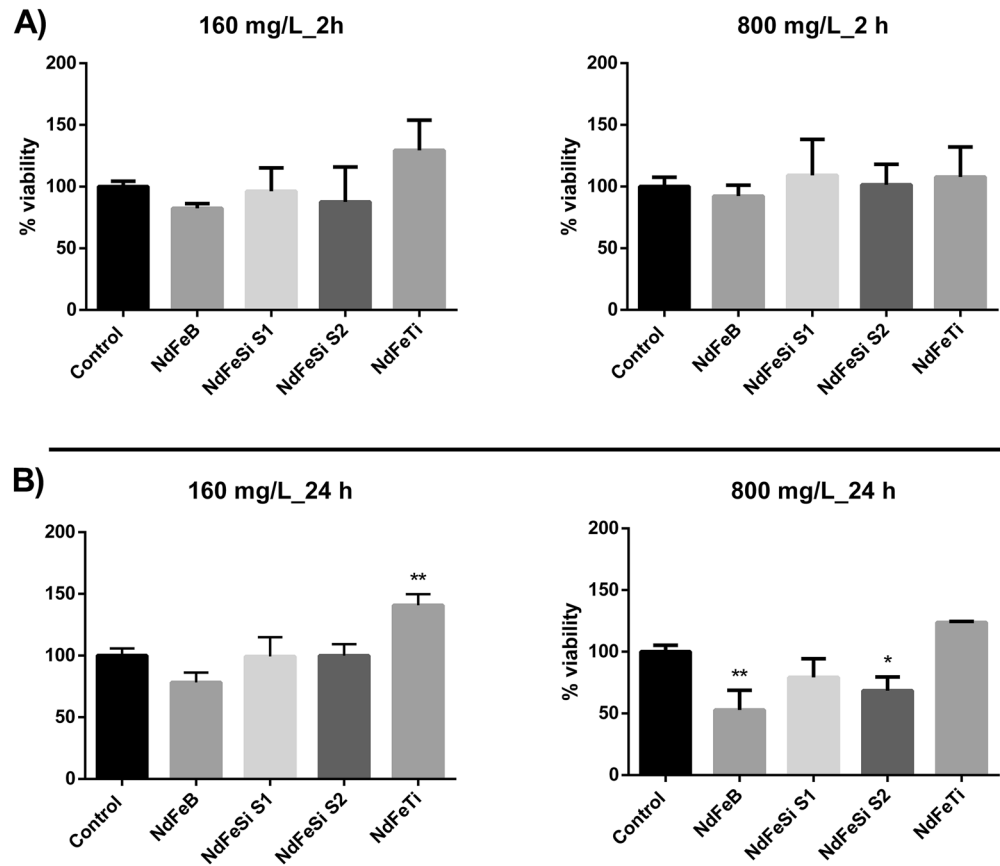 A)
160 mg/L_2h
800 mg/L_2 h
% viability
200
150
100
50
0
Control
NdFeB
NdFeSi S1
NdFeSi S2
NdFeTi
% viability
200
150
100
50
0
Control
NdFeB
NdFeSi S1
NdFeSi S2
NdFeTi
B)
160 mg/L_24 h
800 mg/L_24 h
200
150
100
50
0
**
Control
NdFeB
NdFeSi S1
NdFeSi S2
NdFeTi
% viability
200
150
100
50
0
**
*
Control
NdFeB
NdFeSi S1
NdFeSi S2
NdFeTi